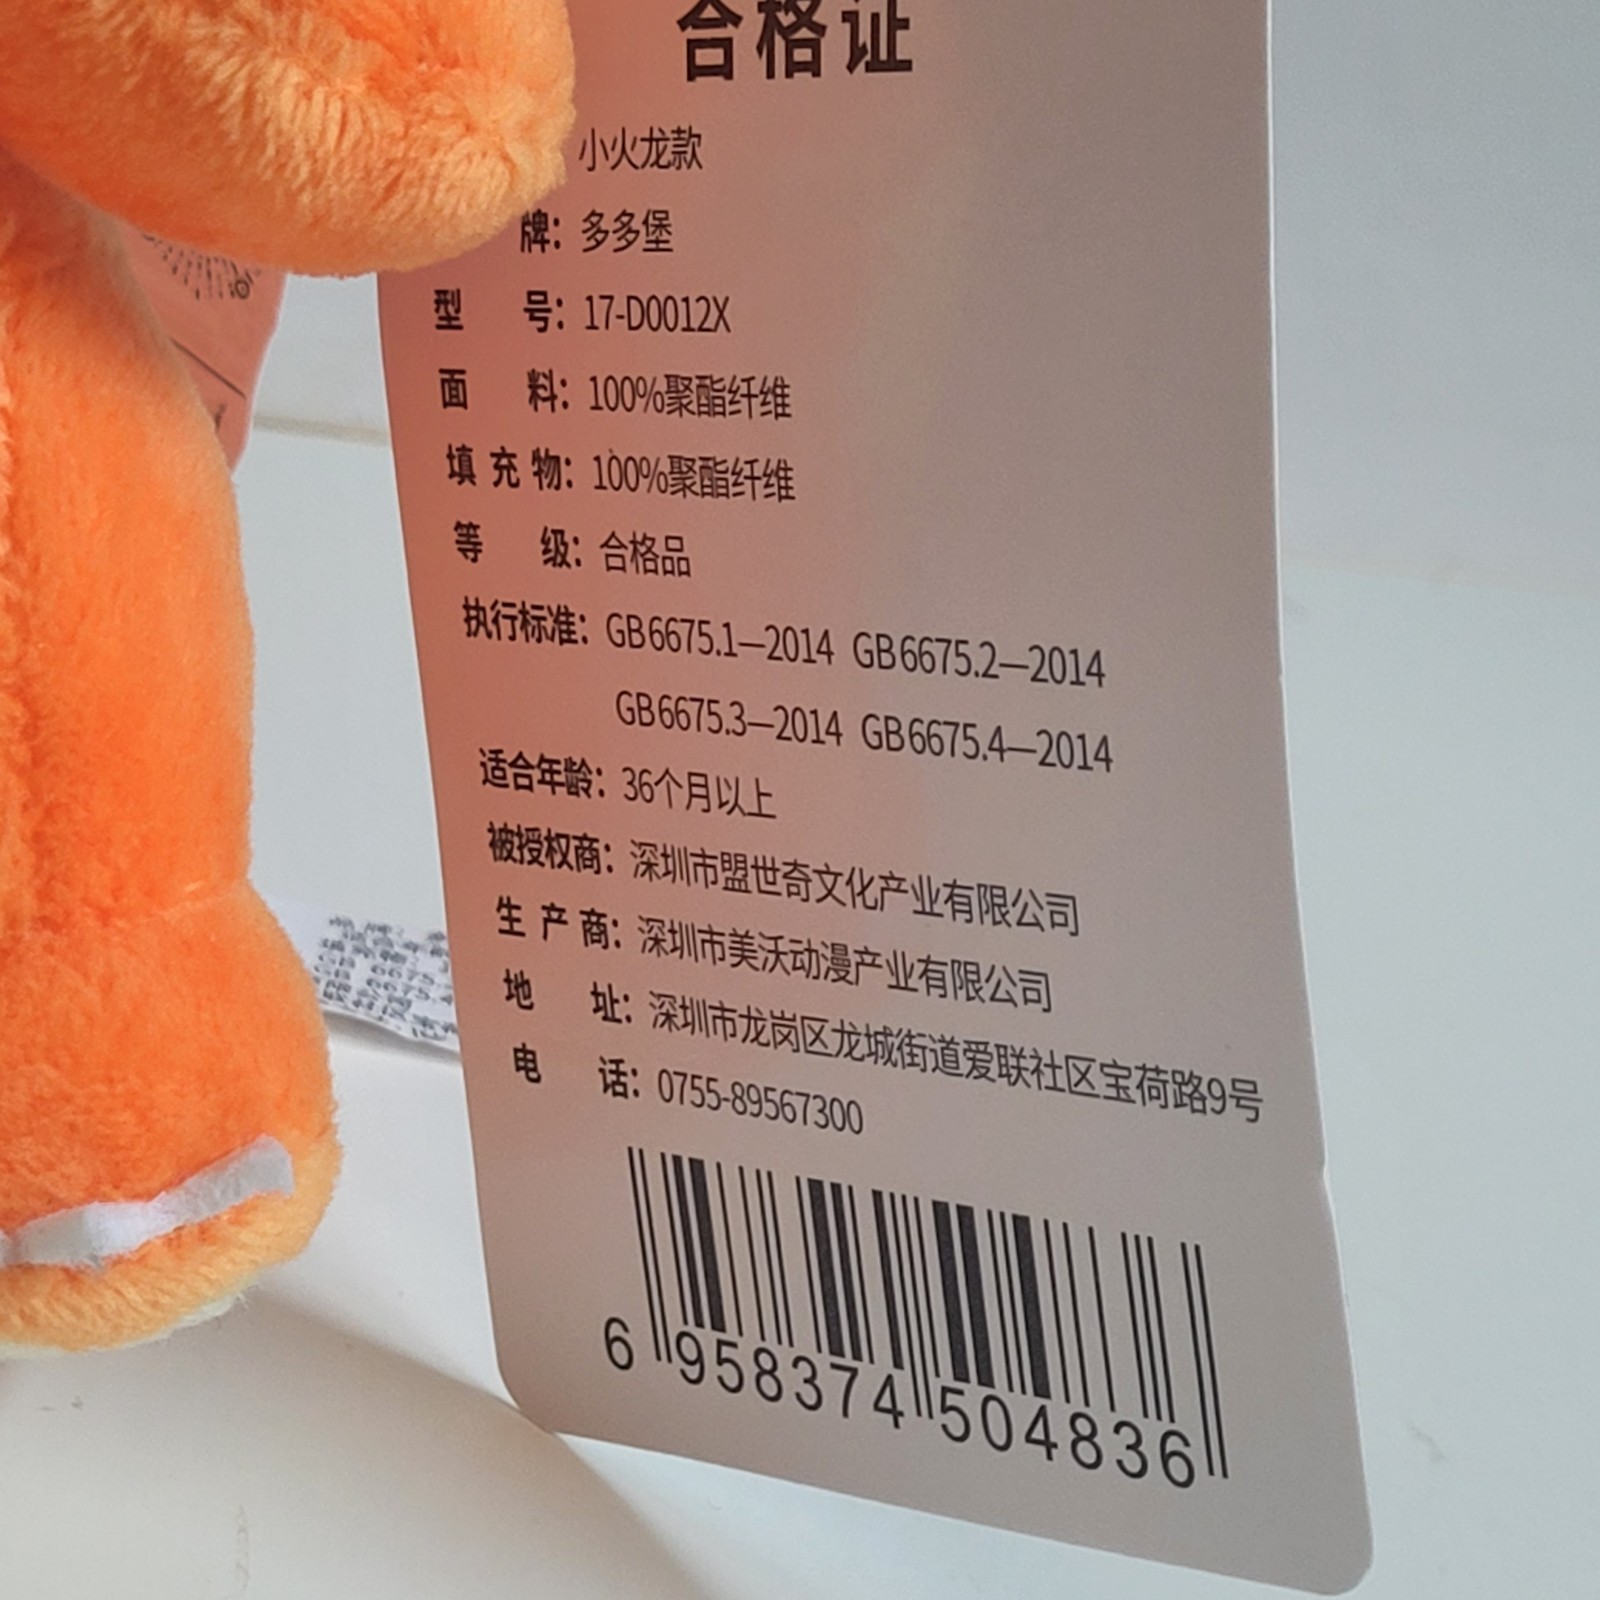 合格证
小火龙款
牌：多多堡
型 号：17-D0012X
面 料：100%聚酯纤维
填充物：100%聚酯纤维
等 级：合格品
执行标准：GB6675.1—2014 GB6675.2—2014
GB6675.3—2014 GB6675.4—2014
适合年龄：36个月以上
被授权商：深圳市盟世奇文化产业有限公司
生产商：深圳市美沃动漫产业有限公司
地 址：深圳市龙岗区龙城街道爱联社区宝荷路9号
电 话：0755-89567300
6 958374 504836